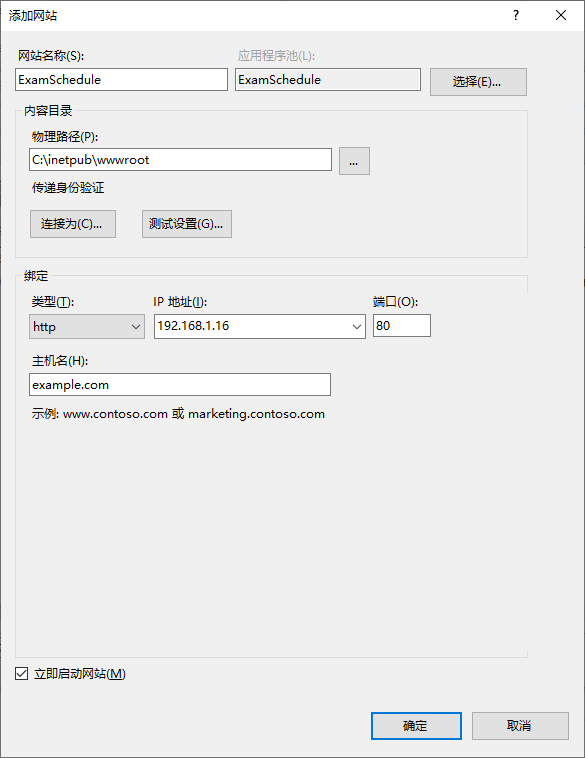 添加网站 ?
网站名称(S): 应用程序池(L):
ExamSchedule ExamSchedule 选择(E)...
内容目录
物理路径(P):
C:\inetpub\wwwroot ...
传递身份验证
连接为(C)... 测试设置(G)...
绑定
类型(T): IP 地址(I): 端口(O):
http 192.168.1.16 80
主机名(H):
example.com
示例: www.contoso.com 或 marketing.contoso.com
立即启动网站(M)
确定 取消